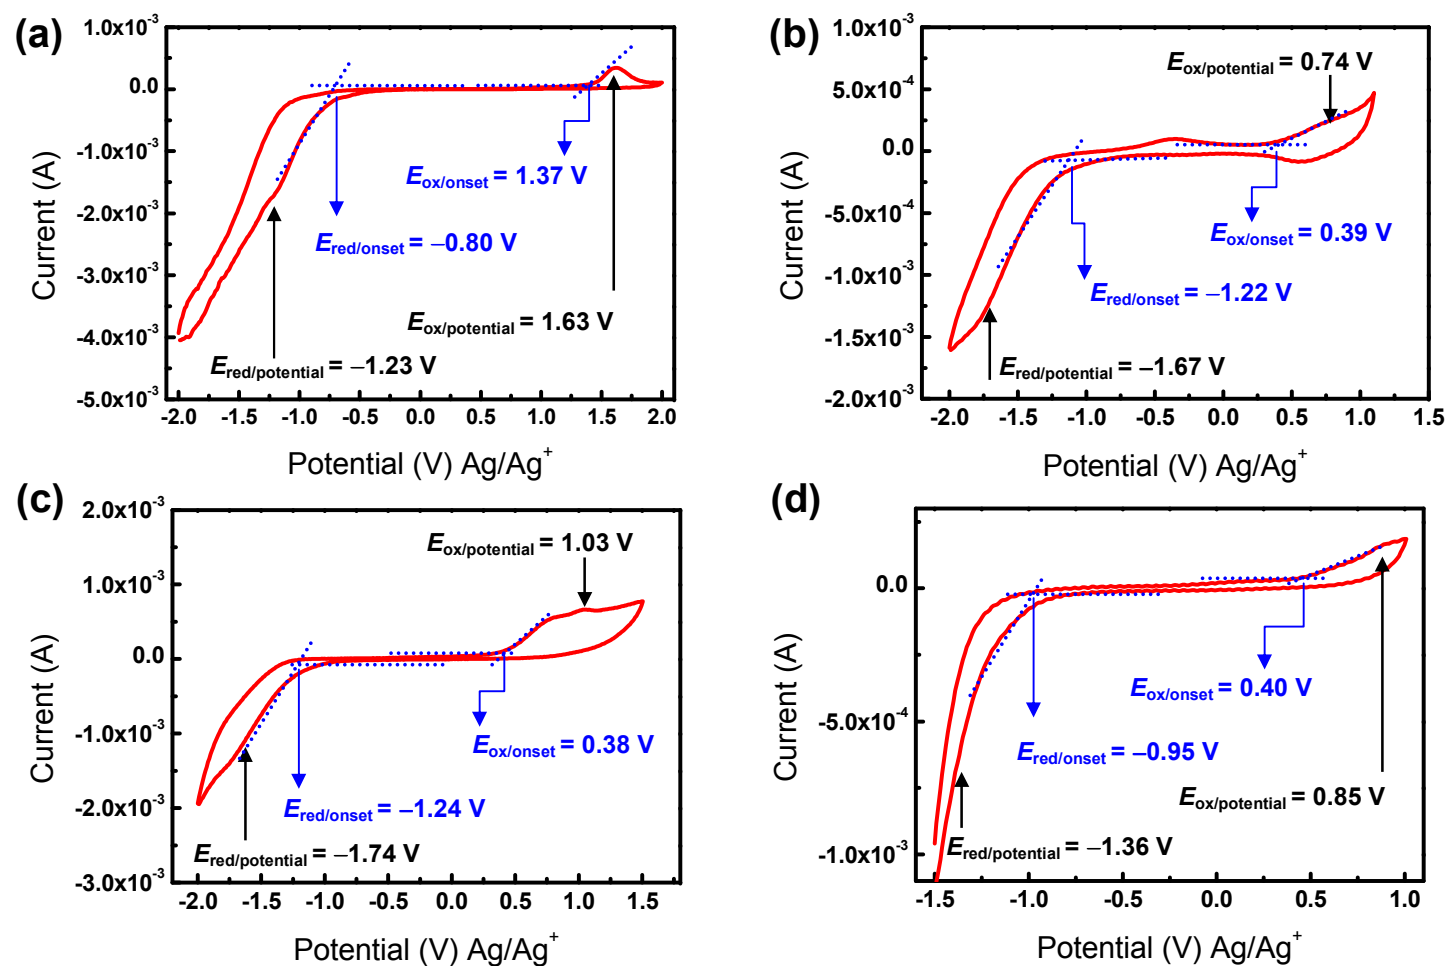 (a)
1.0x10⁻³
0.0
-1.0x10⁻³
-2.0x10⁻³
-3.0x10⁻³
-4.0x10⁻³
-5.0x10⁻³
Current (A)
Eox/onset = 1.37 V
Ered/onset = −0.80 V
Eox/potential = 1.63 V
Ered/potential = −1.23 V
-2.0 -1.5 -1.0 -0.5 0.0 0.5 1.0 1.5 2.0
Potential (V) Ag/Ag⁺
(b)
1.0x10⁻³
5.0x10⁻⁴
0.0
-5.0x10⁻⁴
-1.0x10⁻³
-1.5x10⁻³
-2.0x10⁻³
Current (A)
Eox/potential = 0.74 V
Eox/onset = 0.39 V
Ered/onset = −1.22 V
Ered/potential = −1.67 V
-2.0 -1.5 -1.0 -0.5 0.0 0.5 1.0 1.5
Potential (V) Ag/Ag⁺
(c)
2.0x10⁻³
1.0x10⁻³
0.0
-1.0x10⁻³
-2.0x10⁻³
-3.0x10⁻³
Current (A)
Eox/potential = 1.03 V
Eox/onset = 0.38 V
Ered/onset = −1.24 V
Ered/potential = −1.74 V
-2.0 -1.5 -1.0 -0.5 0.0 0.5 1.0 1.5
Potential (V) Ag/Ag⁺
(d)
0.0
-5.0x10⁻⁴
-1.0x10⁻³
Current (A)
Eox/onset = 0.40 V
Ered/onset = −0.95 V
Eox/potential = 0.85 V
Ered/potential = −1.36 V
-1.5 -1.0 -0.5 0.0 0.5 1.0
Potential (V) Ag/Ag⁺